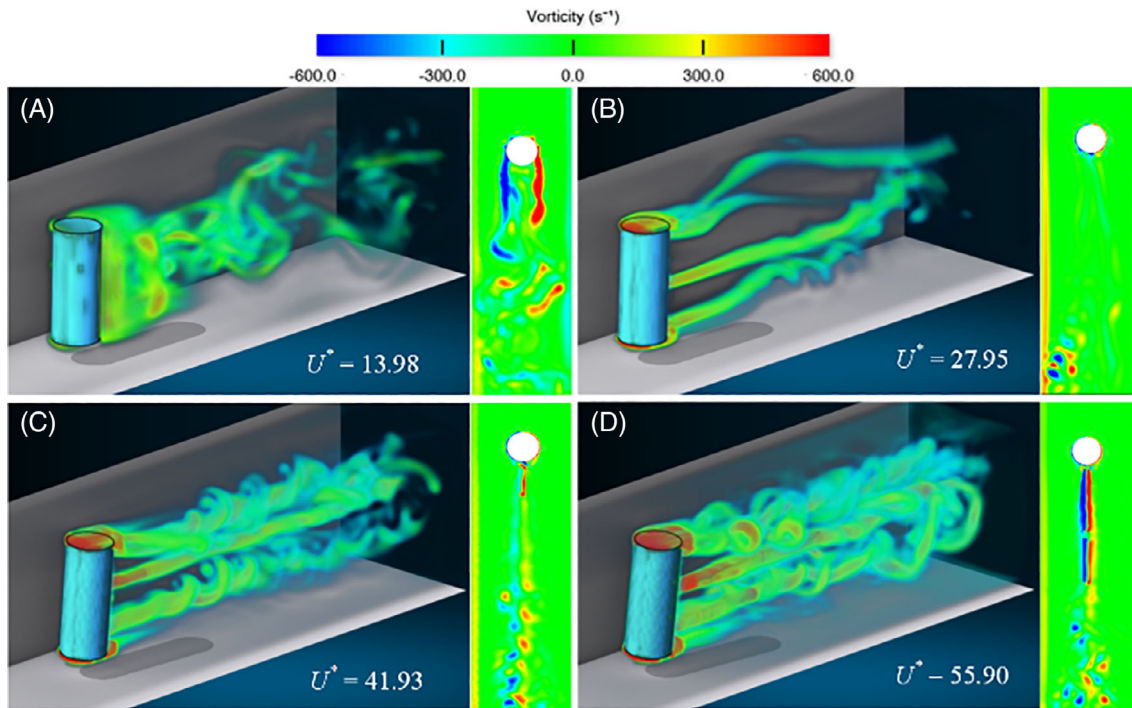 Vorticity (s⁻¹)
-600.0 -300.0 0.0 300.0 600.0
(A) (B)
U* – 13.98 U* = 27.95
(C) (D)
U* = 41.93 U* – 55.90